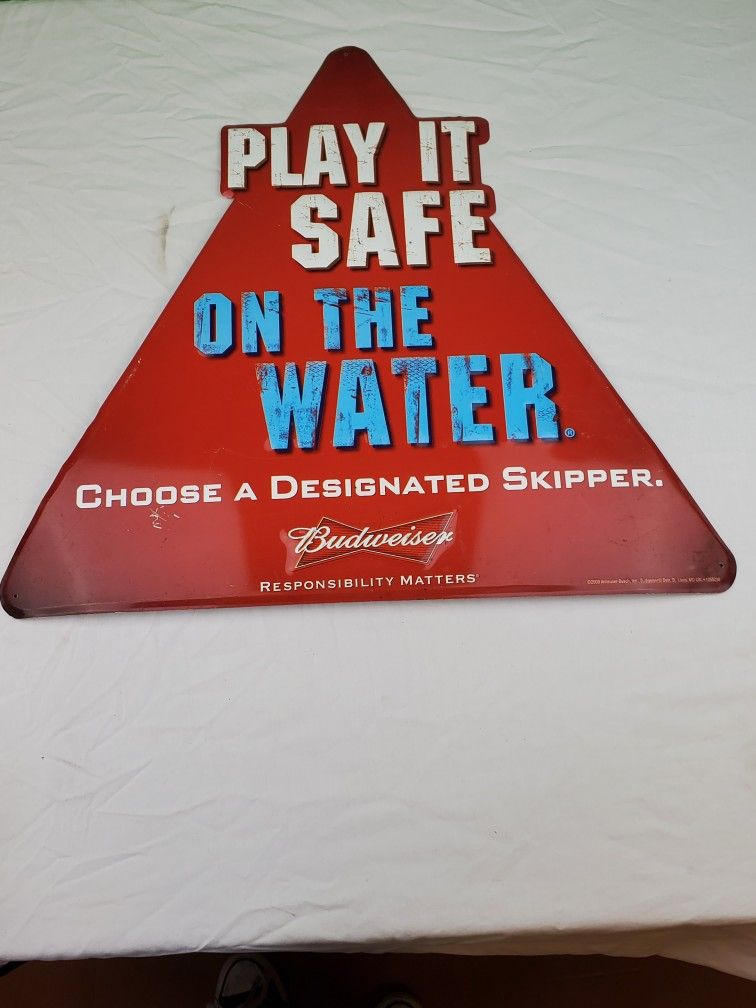 PLAY IT
SAFE
ON THE
WATER®
CHOOSE A DESIGNATED SKIPPER.
Budweiser
RESPONSIBILITY MATTERS®